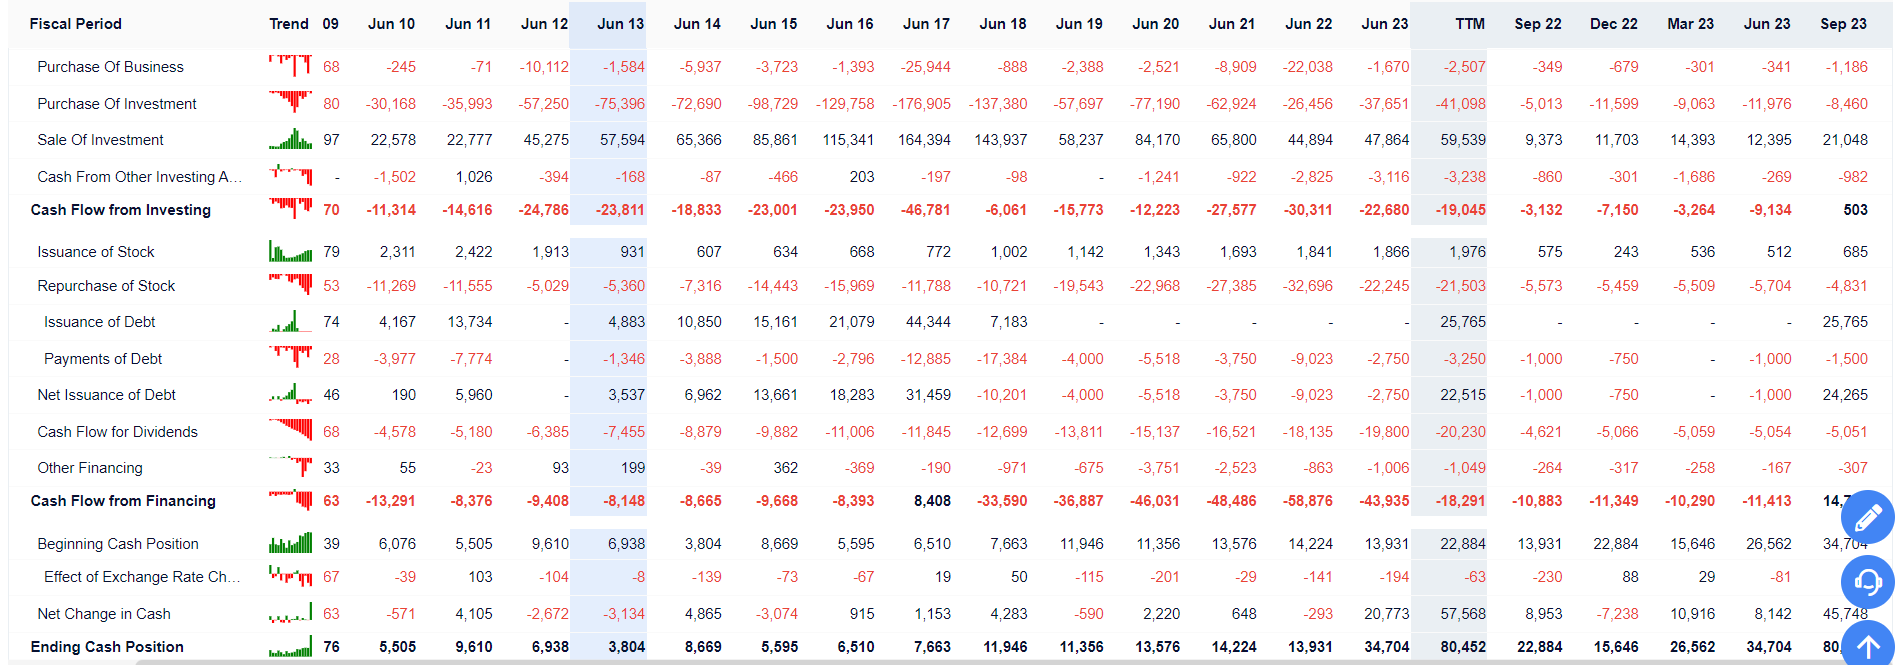 Fiscal Period Trend 09 Jun 10 Jun 11 Jun 12 Jun 13 Jun 14 Jun 15 Jun 16 Jun 17 Jun 18 Jun 19 Jun 20 Jun 21 Jun 22 Jun 23 TTM Sep 22 Dec 22 Mar 23 Jun 23 Sep 23
Purchase Of Business 68 -245 -71 -10,112 -1,584 -5,937 -3,723 -1,393 -25,944 -888 -2,388 -2,521 -8,909 -22,038 -1,670 -2,507 -349 -679 -301 -341 -1,186
Purchase Of Investment 80 -30,168 -35,993 -57,250 -75,396 -72,690 -98,729 -129,758 -176,905 -137,380 -57,697 -77,190 -62,924 -26,456 -37,651 -41,098 -5,013 -11,599 -9,063 -11,976 -8,460
Sale Of Investment 97 22,578 22,777 45,275 57,594 65,366 85,861 115,341 164,394 143,937 58,237 84,170 65,800 44,894 47,864 59,539 9,373 11,703 14,393 12,395 21,048
Cash From Other Investing A... - -1,502 1,026 -394 -168 -87 -466 203 -197 -98 - -1,241 -922 -2,825 -3,116 -3,238 -860 -301 -1,686 -269 -982
Cash Flow from Investing 70 -11,314 -14,616 -24,786 -23,811 -18,833 -23,001 -23,950 -46,781 -6,061 -15,773 -12,223 -27,577 -30,311 -22,680 -19,045 -3,132 -7,150 -3,264 -9,134 503
Issuance of Stock 79 2,311 2,422 1,913 931 607 634 668 772 1,002 1,142 1,343 1,693 1,841 1,866 1,976 575 243 536 512 685
Repurchase of Stock 53 -11,269 -11,555 -5,029 -5,360 -7,316 -14,443 -15,969 -11,788 -10,721 -19,543 -22,968 -27,385 -32,696 -22,245 -21,503 -5,573 -5,459 -5,509 -5,704 -4,831
Issuance of Debt 74 4,167 13,734 - 4,883 10,850 15,161 21,079 44,344 7,183 - - - - - 25,765 - - - - 25,765
Payments of Debt 28 -3,977 -7,774 - -1,346 -3,888 -1,500 -2,796 -12,885 -17,384 -4,000 -5,518 -3,750 -9,023 -2,750 -3,250 -1,000 -750 - -1,000 -1,500
Net Issuance of Debt 46 190 5,960 - 3,537 6,962 13,661 18,283 31,459 -10,201 -4,000 -5,518 -3,750 -9,023 -2,750 22,515 -1,000 -750 - -1,000 24,265
Cash Flow for Dividends 68 -4,578 -5,180 -6,385 -7,455 -8,879 -9,882 -11,006 -11,845 -12,699 -13,811 -15,137 -16,521 -18,135 -19,800 -20,230 -4,621 -5,066 -5,059 -5,054 -5,051
Other Financing 33 55 -23 93 199 -39 362 -369 -190 -971 -675 -3,751 -2,523 -863 -1,006 -1,049 -264 -317 -258 -167 -307
Cash Flow from Financing 63 -13,291 -8,376 -9,408 -8,148 -8,665 -9,668 -8,393 8,408 -33,590 -36,887 -46,031 -48,486 -58,876 -43,935 -18,291 -10,883 -11,349 -10,290 -11,413
Beginning Cash Position 39 6,076 5,505 9,610 6,938 3,804 8,669 5,595 6,510 7,663 11,946 11,356 13,576 14,224 13,931 22,884 13,931 22,884 15,646 26,562 34,704
Effect of Exchange Rate Ch... 67 -39 103 -104 -8 -139 -73 -67 19 50 -115 -201 -29 -141 -194 -63 -230 88 29 -81
Net Change in Cash 63 -571 4,105 -2,672 -3,134 4,865 -3,074 915 1,153 4,283 -590 2,220 648 -293 20,773 57,568 8,953 -7,238 10,916 8,142 45,748
Ending Cash Position 76 5,505 9,610 6,938 3,804 8,669 5,595 6,510 7,663 11,946 11,356 13,576 14,224 13,931 34,704 80,452 22,884 15,646 26,562 34,704